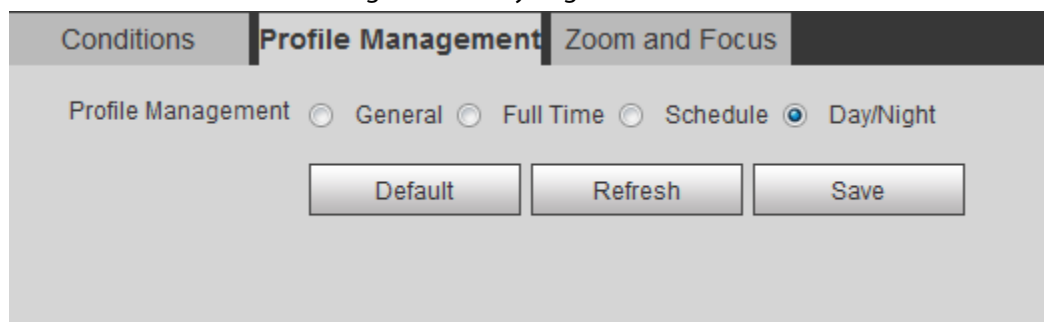 Conditions Profile Management Zoom and Focus
Profile Management General Full Time Schedule Day/Night
Default Refresh Save